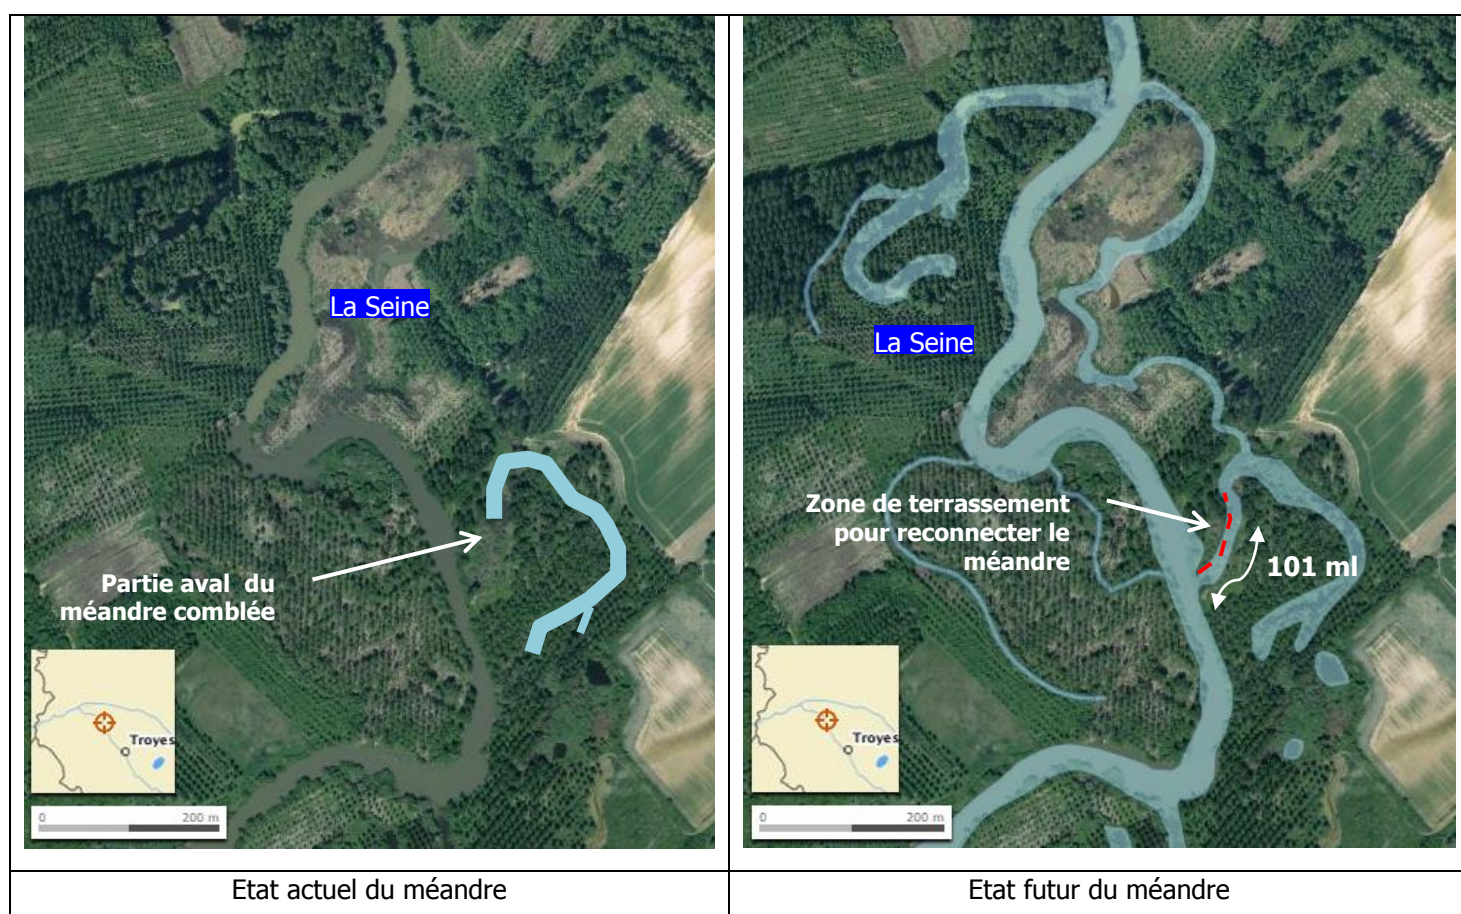 La Seine
Partie aval du
méandre comblée
Troyes
0 200 m
Etat actuel du méandre
La Seine
Zone de terrassement
pour reconnecter le
méandre
101 ml
Troyes
0 200 m
Etat futur du méandre